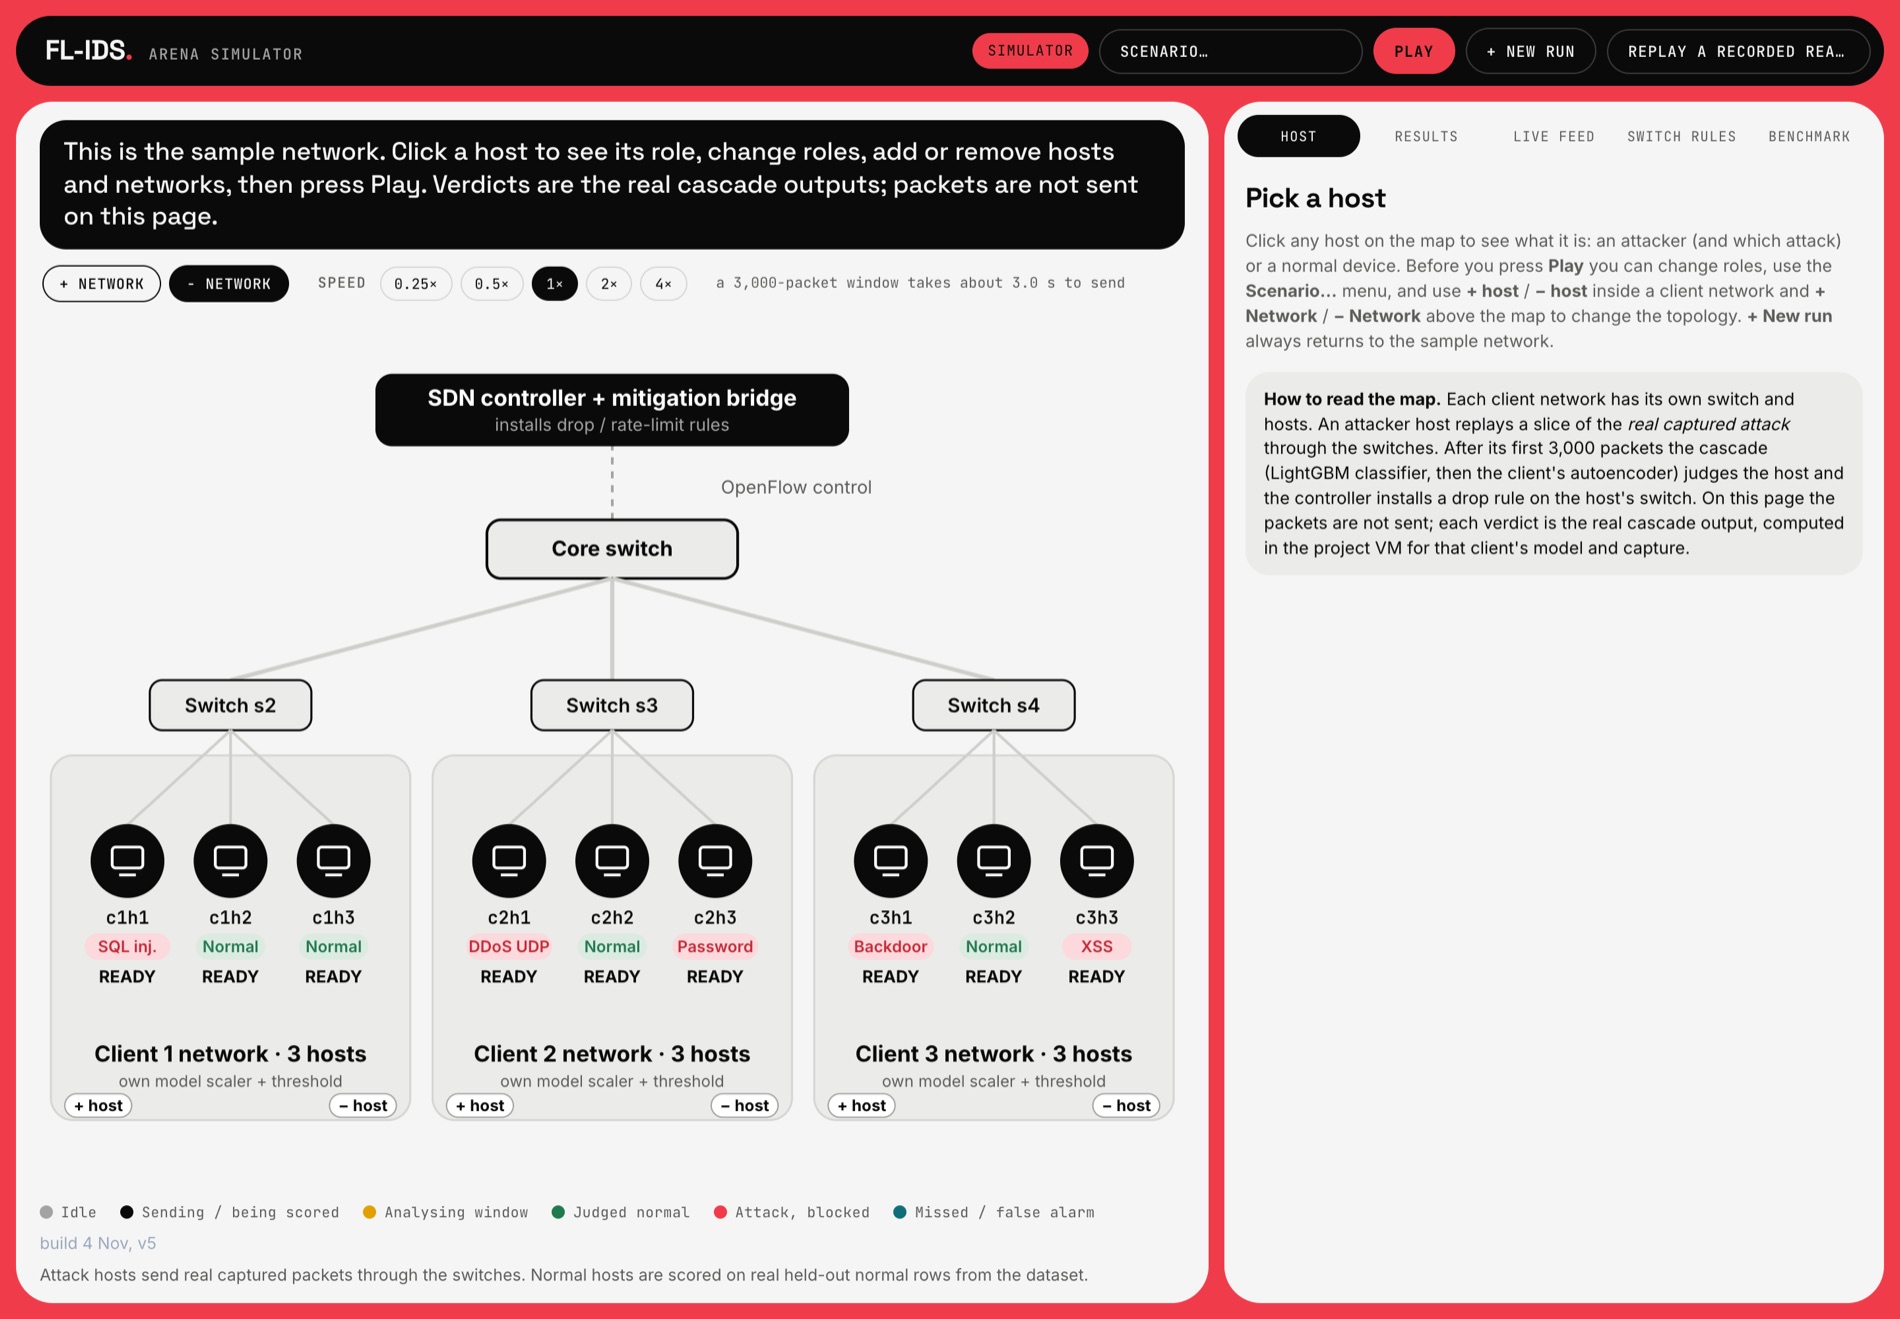 FL-IDS. ARENA SIMULATOR
SIMULATOR
SCENARIO…
PLAY
+ NEW RUN
REPLAY A RECORDED REA…
This is the sample network. Click a host to see its role, change roles, add or remove hosts
and networks, then press Play. Verdicts are the real cascade outputs; packets are not sent
on this page.
+ NETWORK
- NETWORK
SPEED
0.25×
0.5×
1×
2×
4×
a 3,000-packet window takes about 3.0 s to send
SDN controller + mitigation bridge
installs drop / rate-limit rules
OpenFlow control
Core switch
Switch s2
Switch s3
Switch s4
c1h1
c1h2
c1h3
SQL inj.
Normal
Normal
READY
READY
READY
Client 1 network · 3 hosts
own model scaler + threshold
+ host
– host
c2h1
c2h2
c2h3
DDoS UDP
Normal
Password
READY
READY
READY
Client 2 network · 3 hosts
own model scaler + threshold
+ host
– host
c3h1
c3h2
c3h3
Backdoor
Normal
XSS
READY
READY
READY
Client 3 network · 3 hosts
own model scaler + threshold
+ host
– host
Idle
Sending / being scored
Analysing window
Judged normal
Attack, blocked
Missed / false alarm
build 4 Nov, v5
Attack hosts send real captured packets through the switches. Normal hosts are scored on real held-out normal rows from the dataset.
HOST
RESULTS
LIVE FEED
SWITCH RULES
BENCHMARK
Pick a host
Click any host on the map to see what it is: an attacker (and which attack)
or a normal device. Before you press Play you can change roles, use the
Scenario… menu, and use + host / – host inside a client network and +
Network / – Network above the map to change the topology. + New run
always returns to the sample network.
How to read the map. Each client network has its own switch and
hosts. An attacker host replays a slice of the real captured attack
through the switches. After its first 3,000 packets the cascade
(LightGBM classifier, then the client's autoencoder) judges the host and
the controller installs a drop rule on the host's switch. On this page the
packets are not sent; each verdict is the real cascade output, computed
in the project VM for that client's model and capture.